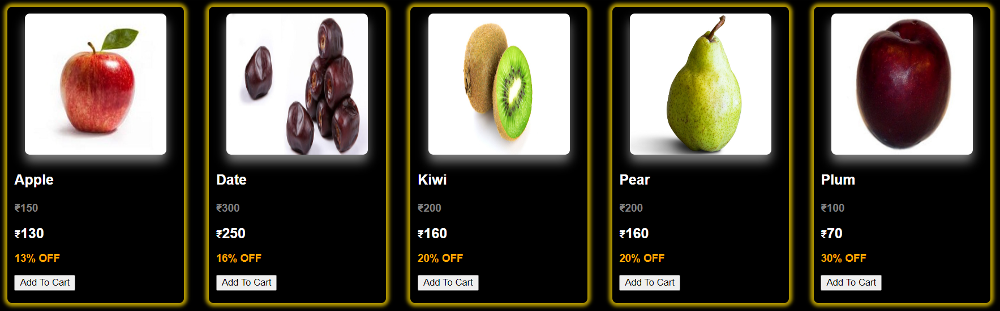 Apple
₹150
₹130
13% OFF
Add To Cart
Date
₹300
₹250
16% OFF
Add To Cart
Kiwi
₹200
₹160
20% OFF
Add To Cart
Pear
₹200
₹160
20% OFF
Add To Cart
Plum
₹100
₹70
30% OFF
Add To Cart